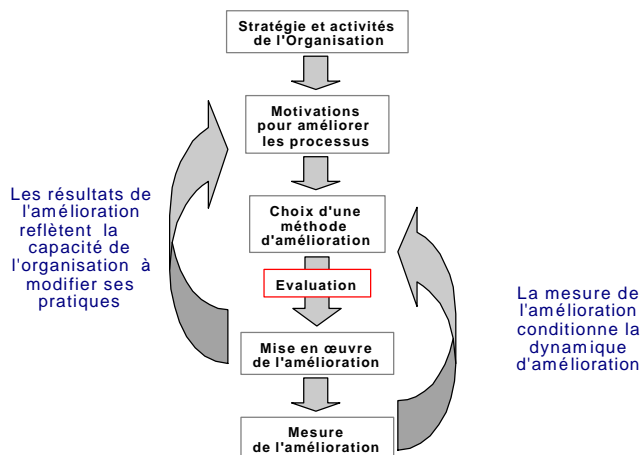 Stratégie et activités
de l'Organisation
Motivations
pour améliorer
les processus
Les résultats de
l'amélioration
reflètent la
capacité de
l'organisation à
modifier ses
pratiques
Choix d'une
méthode
d'amélioration
Evaluation
La mesure de
l'amélioration
conditionne la
dynamique
d'amélioration
Mise en œuvre
de l'amélioration
Mesure
de l'amélioration